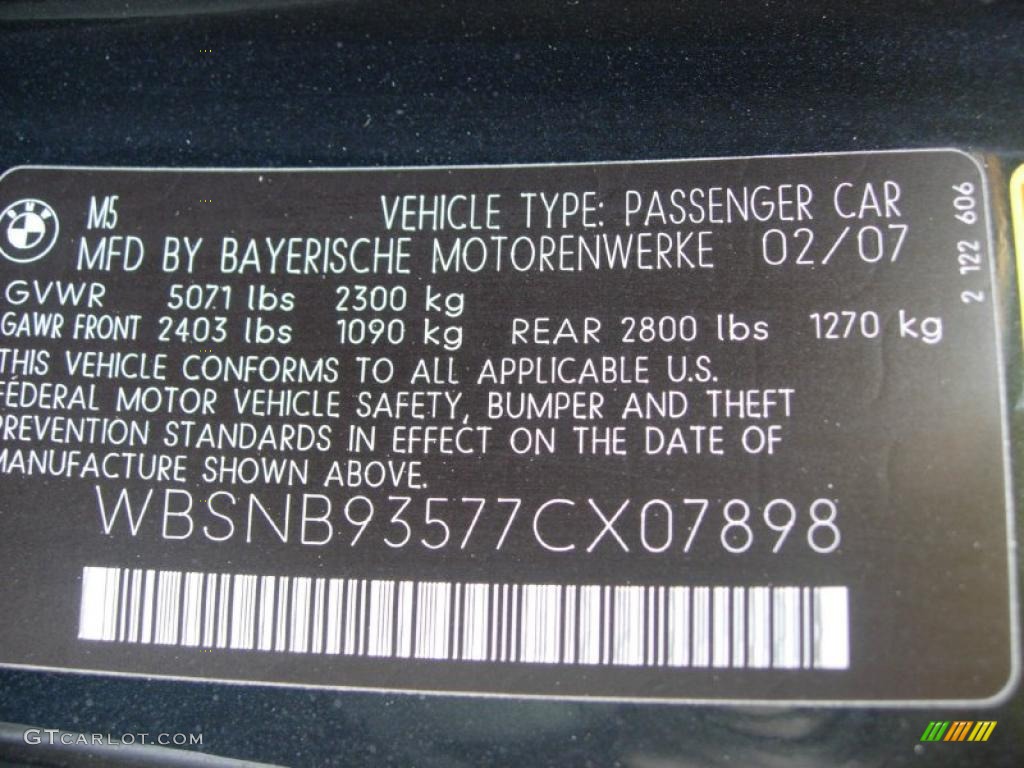 M5 VEHICLE TYPE: PASSENGER CAR
MFD BY BAYERISCHE MOTORENWERKE 02/07
GVWR 5071 lbs 2300 kg
GAWR FRONT 2403 lbs 1090 kg REAR 2800 lbs 1270 kg
THIS VEHICLE CONFORMS TO ALL APPLICABLE U.S.
FEDERAL MOTOR VEHICLE SAFETY, BUMPER AND THEFT
PREVENTION STANDARDS IN EFFECT ON THE DATE OF
MANUFACTURE SHOWN ABOVE.
WBSNB93577CX07898
2 122 606
GTCARLOT.COM